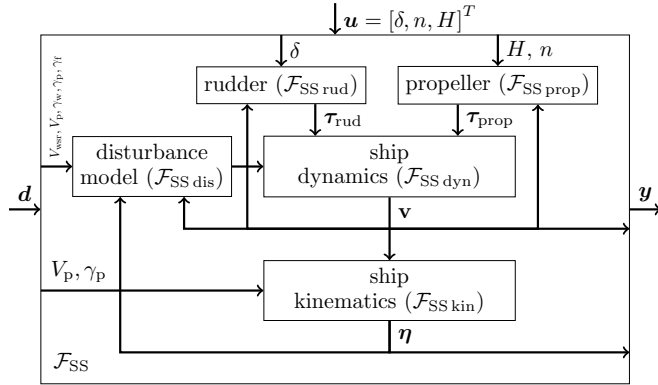 𝒖 = [δ, n, H]^T
δ
H, n
V_wsr, V_p, γ_w, γ_p, γ_f
rudder (ℱ_SS rud)
propeller (ℱ_SS prop)
𝝉_rud
𝝉_prop
disturbance
model (ℱ_SS dis)
ship
dynamics (ℱ_SS dyn)
𝒅
𝒚
𝐯
V_p, γ_p
ship
kinematics (ℱ_SS kin)
𝜼
ℱ_SS